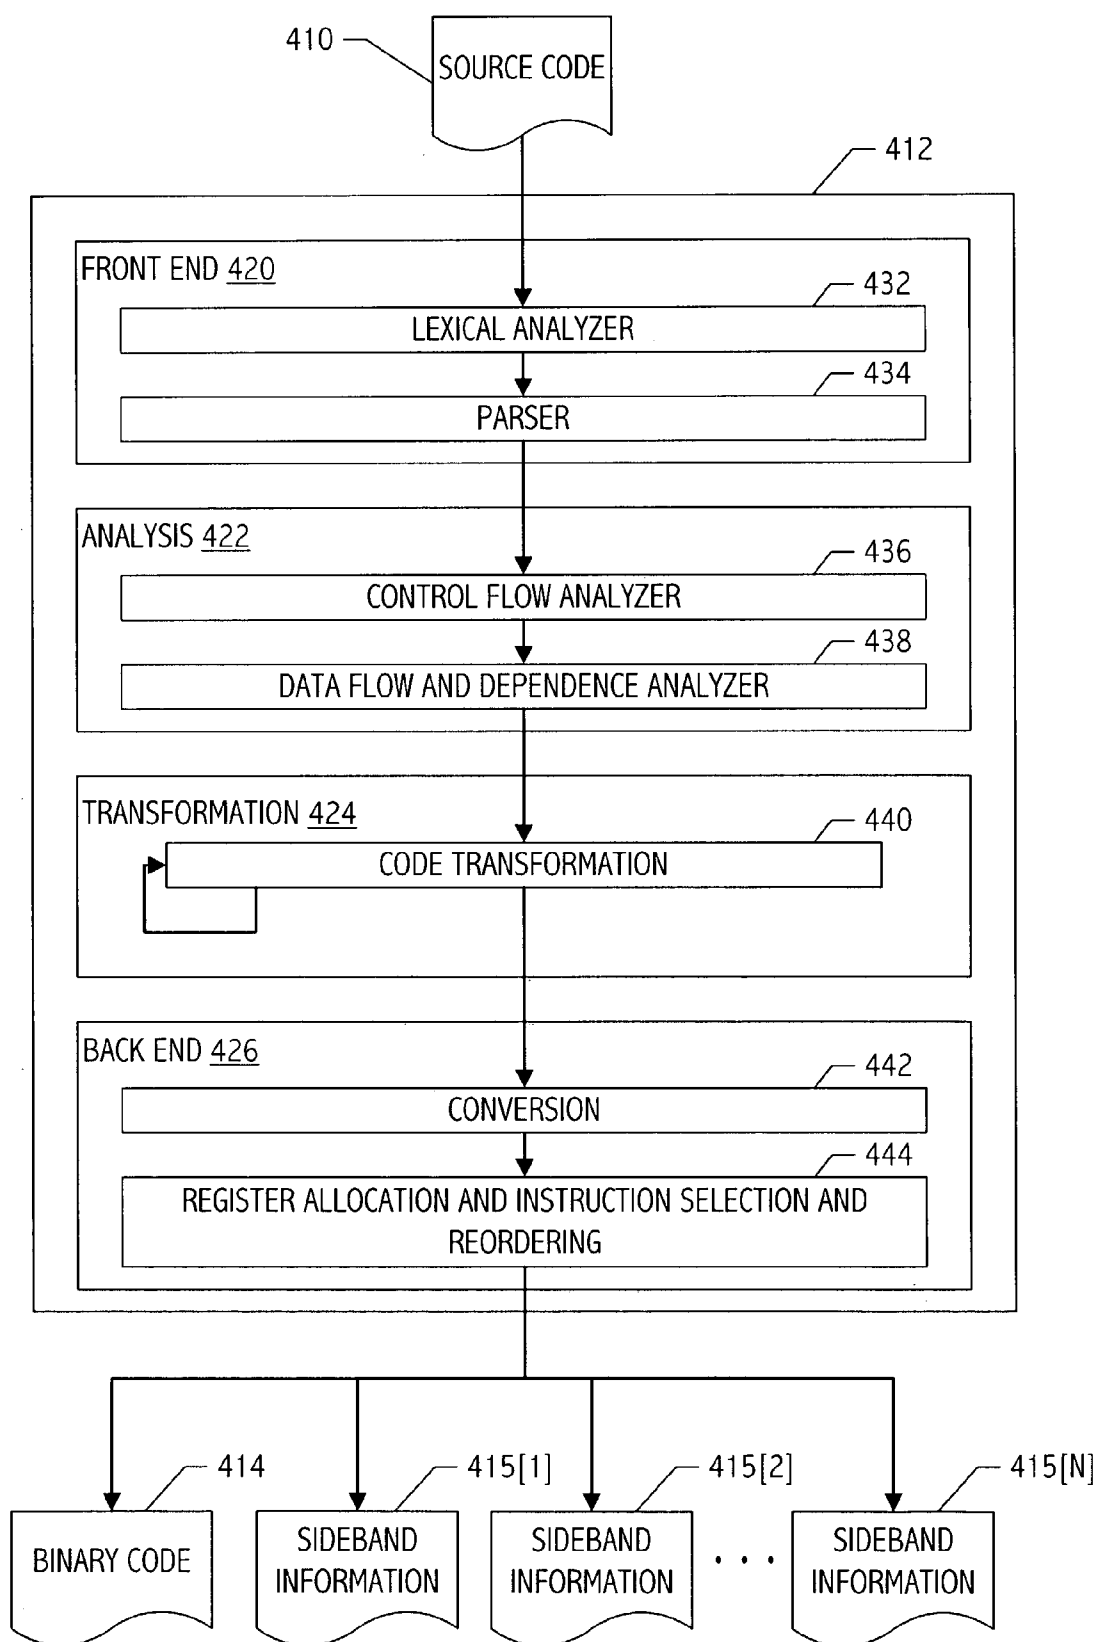 410
SOURCE CODE
412
FRONT END 420
432
LEXICAL ANALYZER
434
PARSER
ANALYSIS 422
436
CONTROL FLOW ANALYZER
438
DATA FLOW AND DEPENDENCE ANALYZER
TRANSFORMATION 424
440
CODE TRANSFORMATION
BACK END 426
442
CONVERSION
444
REGISTER ALLOCATION AND INSTRUCTION SELECTION AND
REORDERING
414
415[1]
415[2]
415[N]
BINARY CODE
SIDEBAND
INFORMATION
SIDEBAND
INFORMATION
. . .
SIDEBAND
INFORMATION